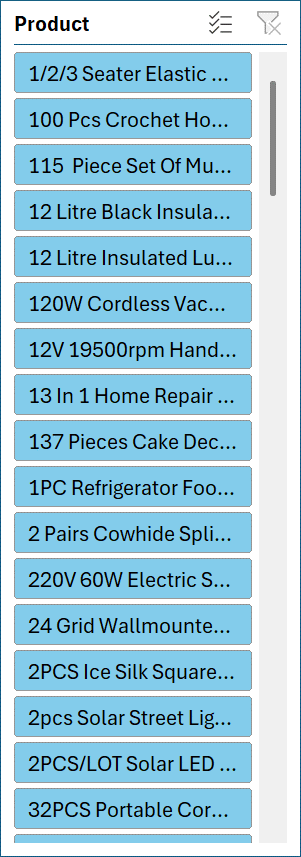 Product
1/2/3 Seater Elastic ...
100 Pcs Crochet Ho...
115  Piece Set Of Mu...
12 Litre Black Insula...
12 Litre Insulated Lu...
120W Cordless Vac...
12V 19500rpm Hand...
13 In 1 Home Repair ...
137 Pieces Cake Dec...
1PC Refrigerator Foo...
2 Pairs Cowhide Spli...
220V 60W Electric S...
24 Grid Wallmounte...
2PCS Ice Silk Square...
2pcs Solar Street Lig...
2PCS/LOT Solar LED ...
32PCS Portable Cor...